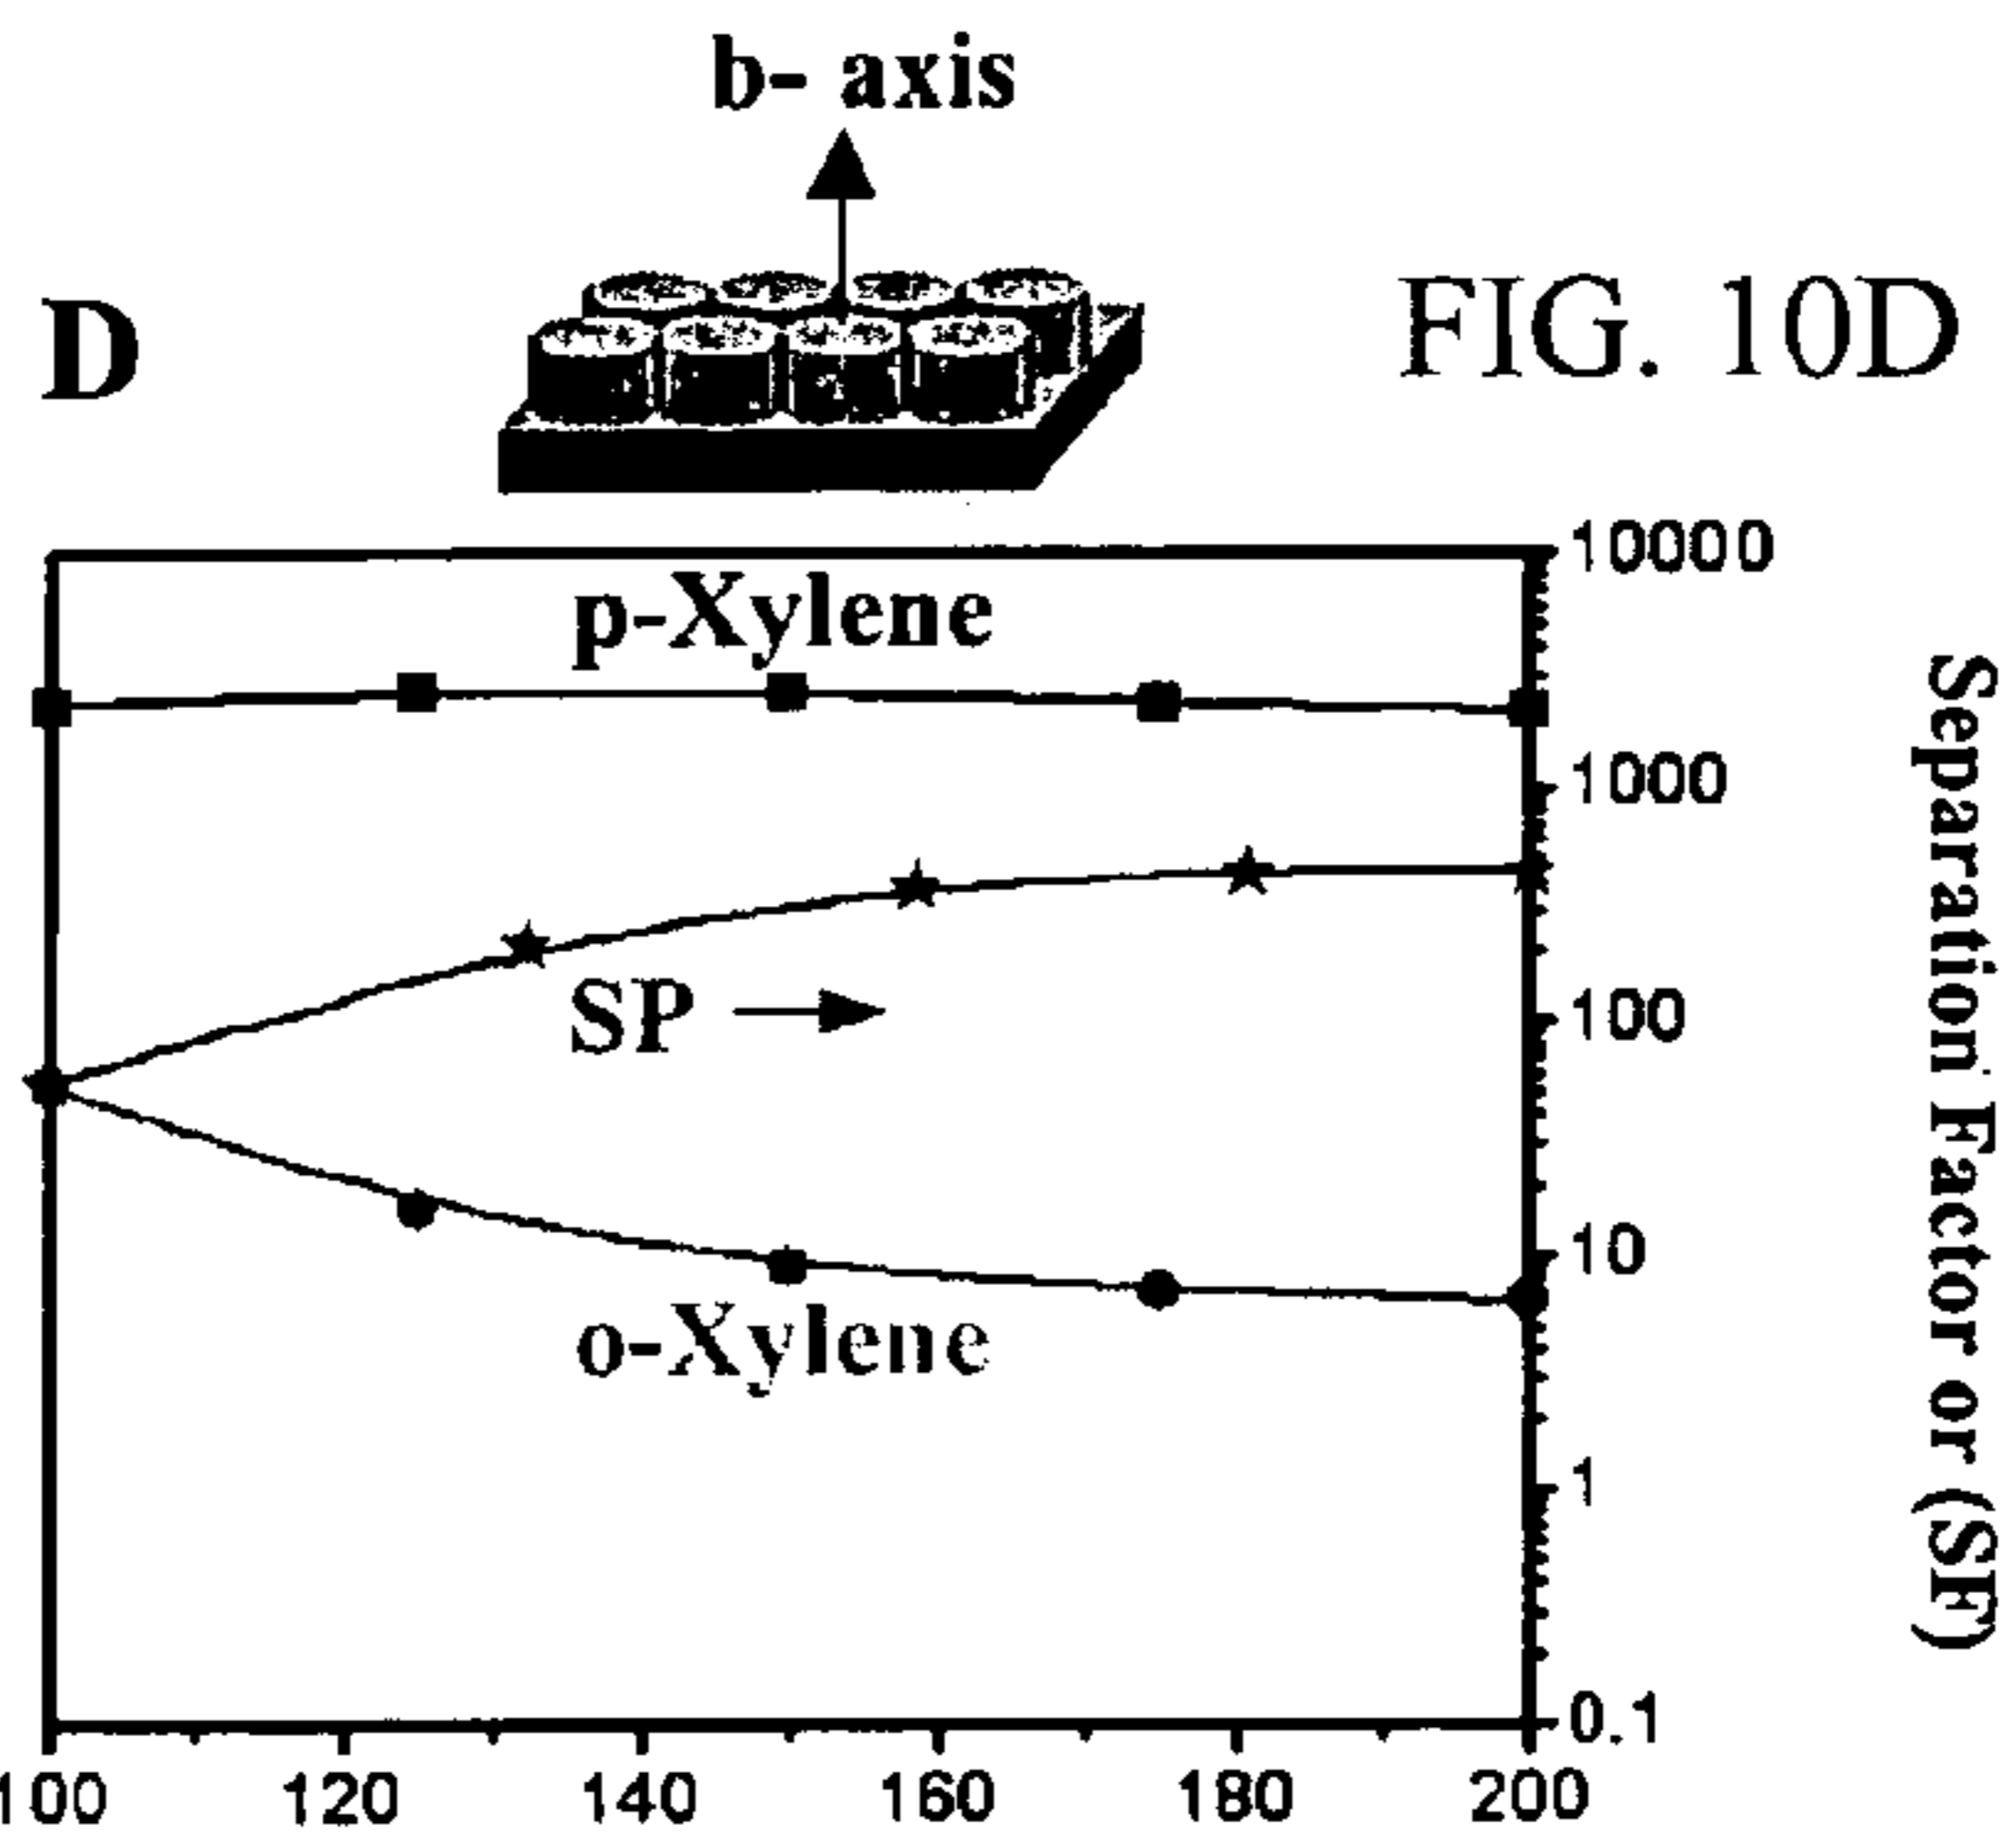 b- axis
D
FIG. 10D
10000
p-Xylene
1000
SP
100
10
o-Xylene
1
0.1
100 120 140 160 180 200
Separation Factor or (SF)